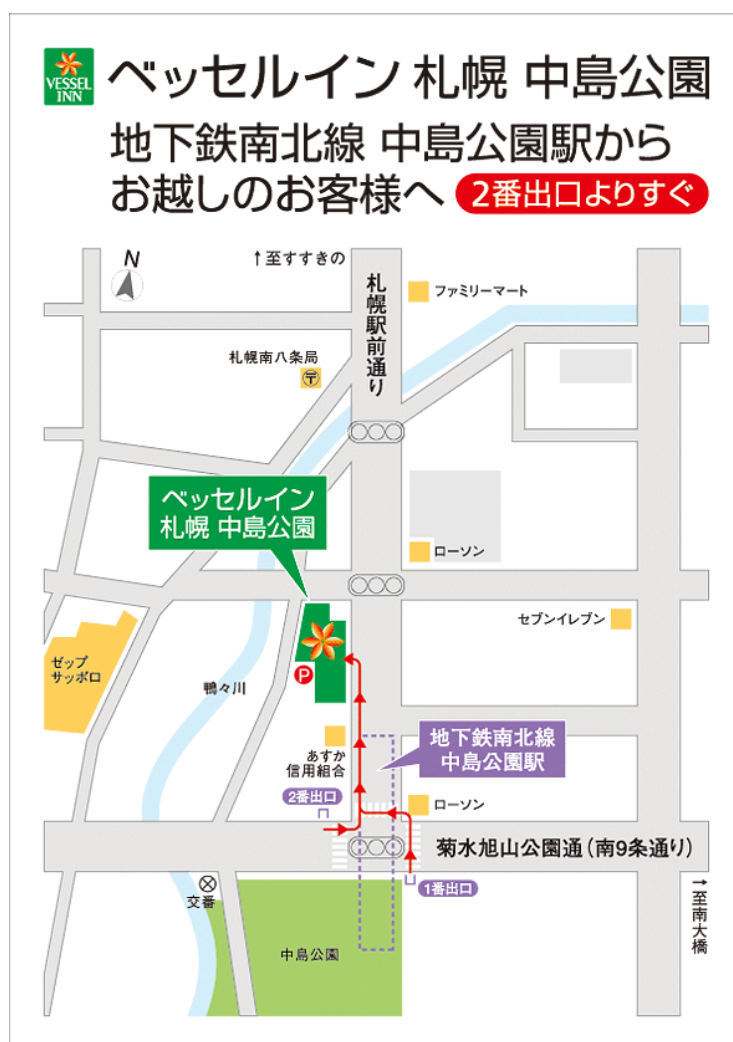 VESSEL
INN
ベッセルイン 札幌 中島公園
地下鉄南北線 中島公園駅から
お越しのお客様へ 2番出口よりすぐ
N
↑至すすきの
札幌駅前通り
ファミリーマート
札幌南八条局
〒
ベッセルイン
札幌 中島公園
ローソン
セブンイレブン
ゼップ
サッポロ
P
鴨々川
あすか
信用組合
地下鉄南北線
中島公園駅
2番出口
ローソン
菊水旭山公園通(南9条通り)
交番
1番出口
↑至南大橋
中島公園